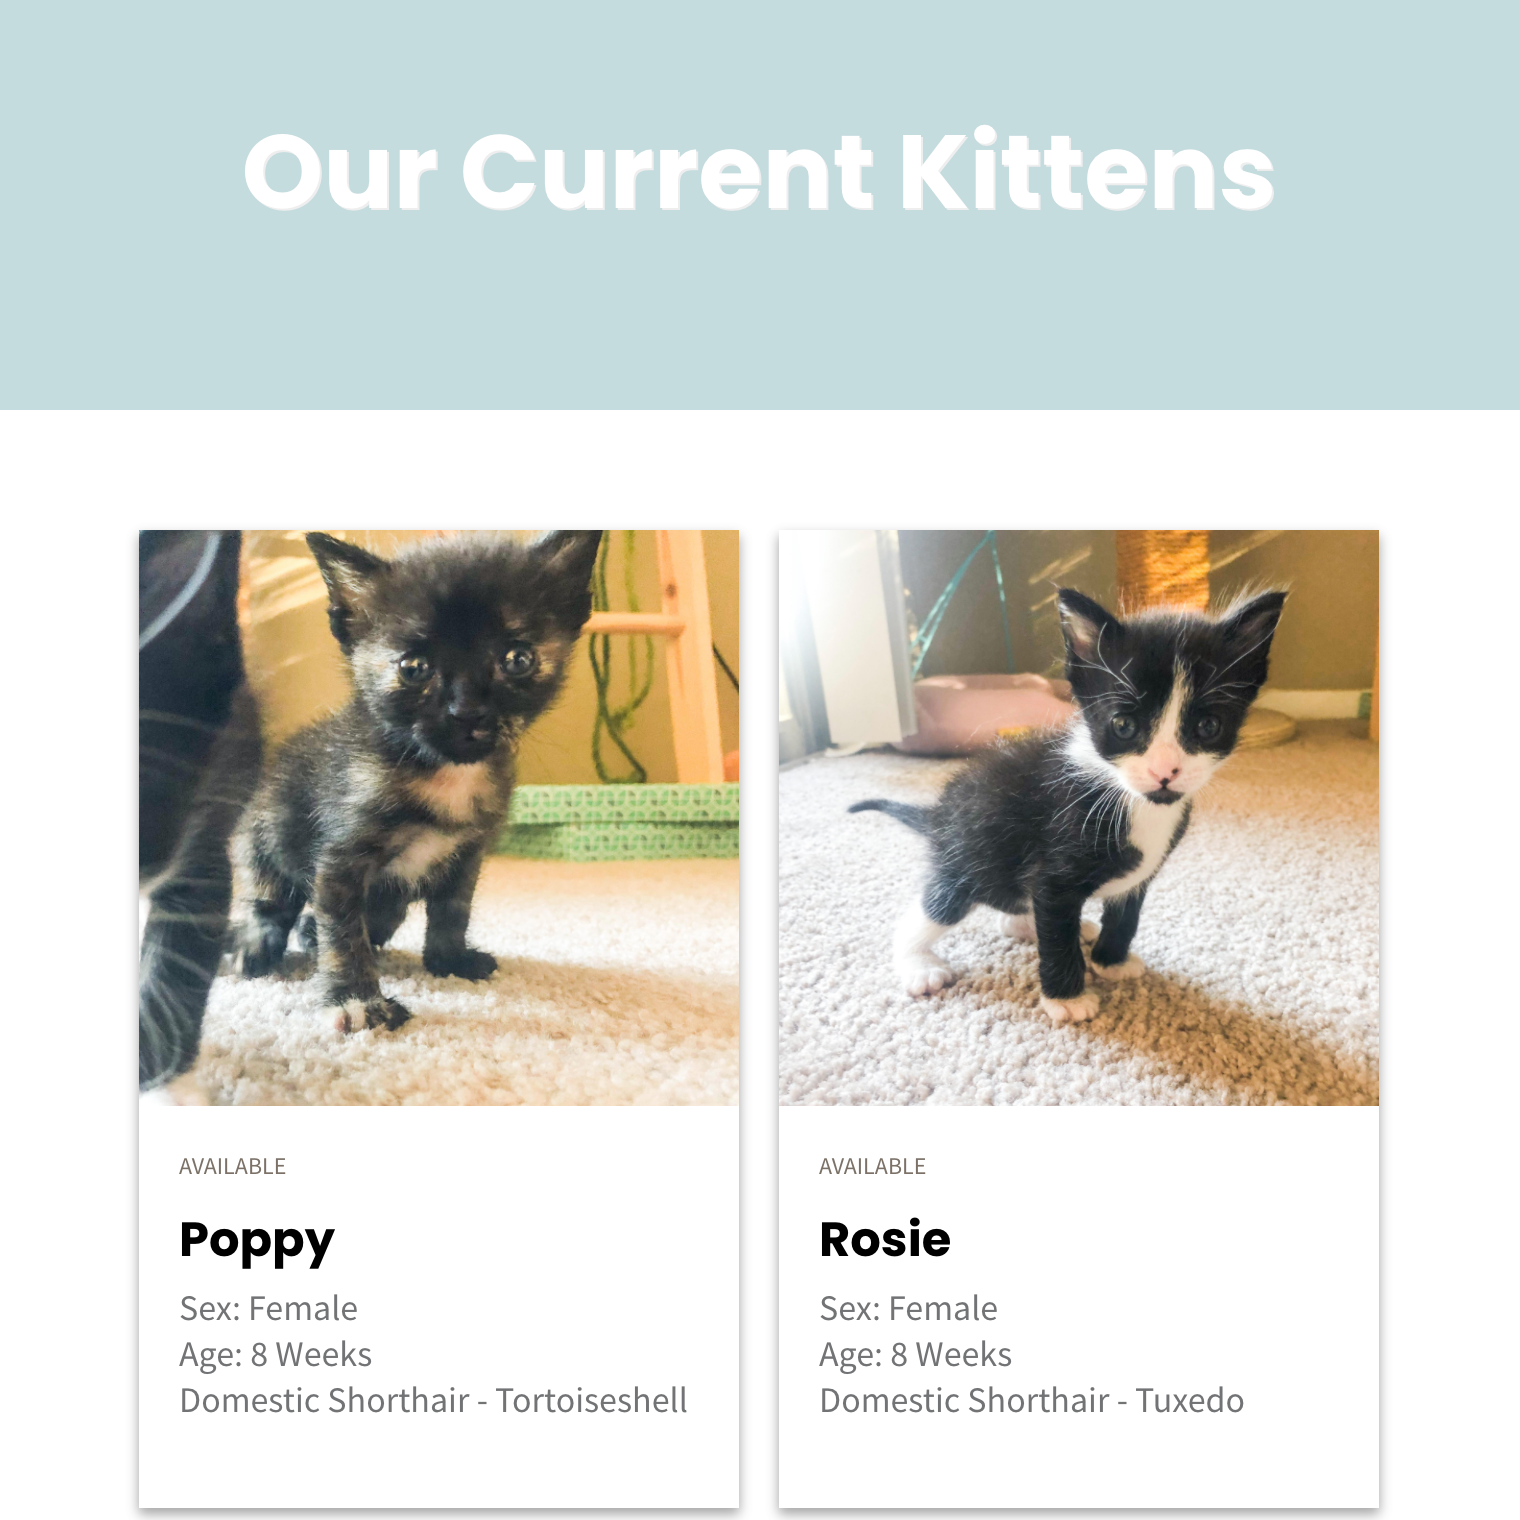 Our Current Kittens
AVAILABLE
Poppy
Sex: Female
Age: 8 Weeks
Domestic Shorthair - Tortoiseshell
AVAILABLE
Rosie
Sex: Female
Age: 8 Weeks
Domestic Shorthair - Tuxedo